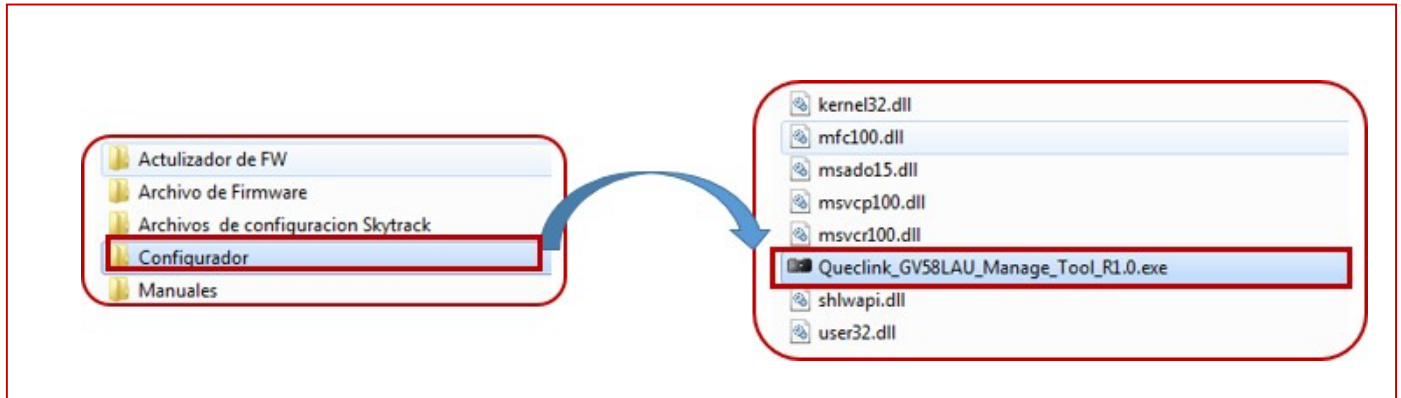 Actulizador de FW
Archivo de Firmware
Archivos de configuracion Skytrack
Configurador
Manuales
kernel32.dll
mfc100.dll
msado15.dll
msvcp100.dll
msvcr100.dll
Queclink_GV58LAU_Manage_Tool_R1.0.exe
shlwapi.dll
user32.dll